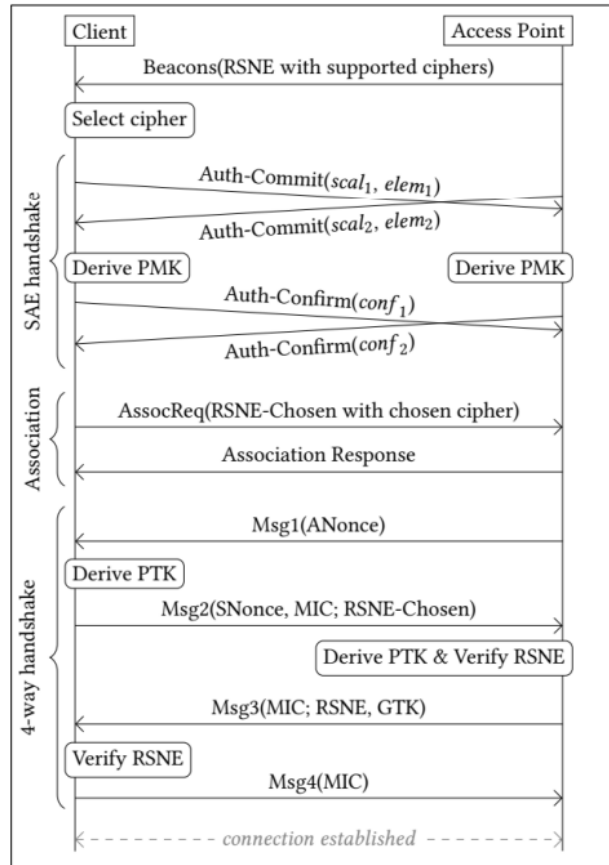 Client
Access Point
Beacons(RSNE with supported ciphers)
Select cipher
SAE handshake
Auth-Commit(scal₁, elem₁)
Auth-Commit(scal₂, elem₂)
Derive PMK
Derive PMK
Auth-Confirm(conf₁)
Auth-Confirm(conf₂)
Association
AssocReq(RSNE-Chosen with chosen cipher)
Association Response
4-way handshake
Msg1(ANonce)
Derive PTK
Msg2(SNonce, MIC; RSNE-Chosen)
Derive PTK & Verify RSNE
Msg3(MIC; RSNE, GTK)
Verify RSNE
Msg4(MIC)
connection established